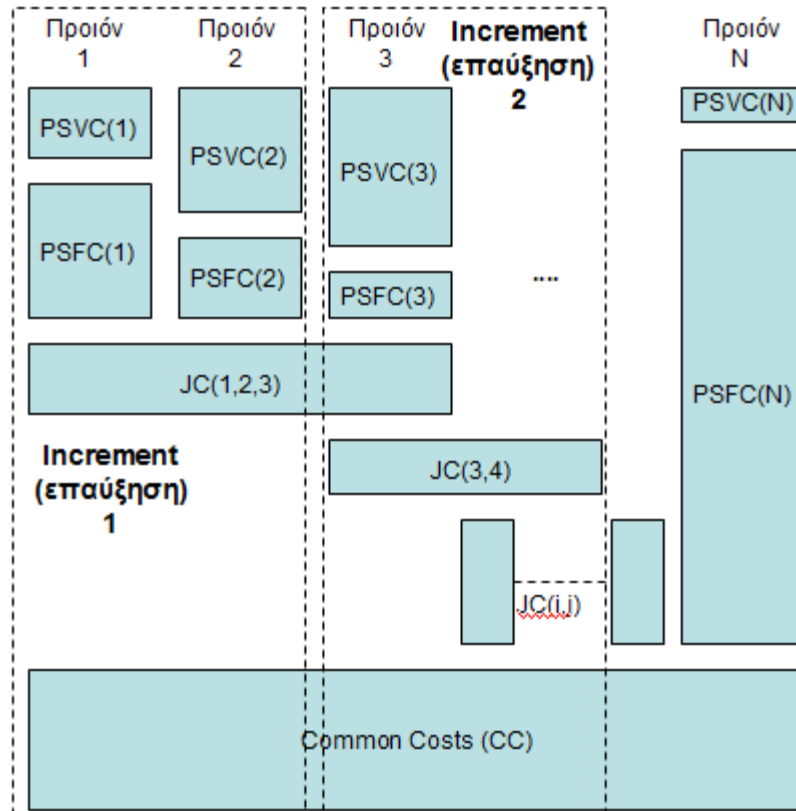 Προιόν
1
Προιόν
2
Προιόν
3
Increment
(επαύξηση)
2
Προιόν
N
PSVC(1)
PSVC(2)
PSVC(3)
PSVC(N)
PSFC(1)
PSFC(2)
PSFC(3)
....
PSFC(N)
JC(1,2,3)
Increment
(επαύξηση)
1
JC(3,4)
JC(i,j)
Common Costs (CC)